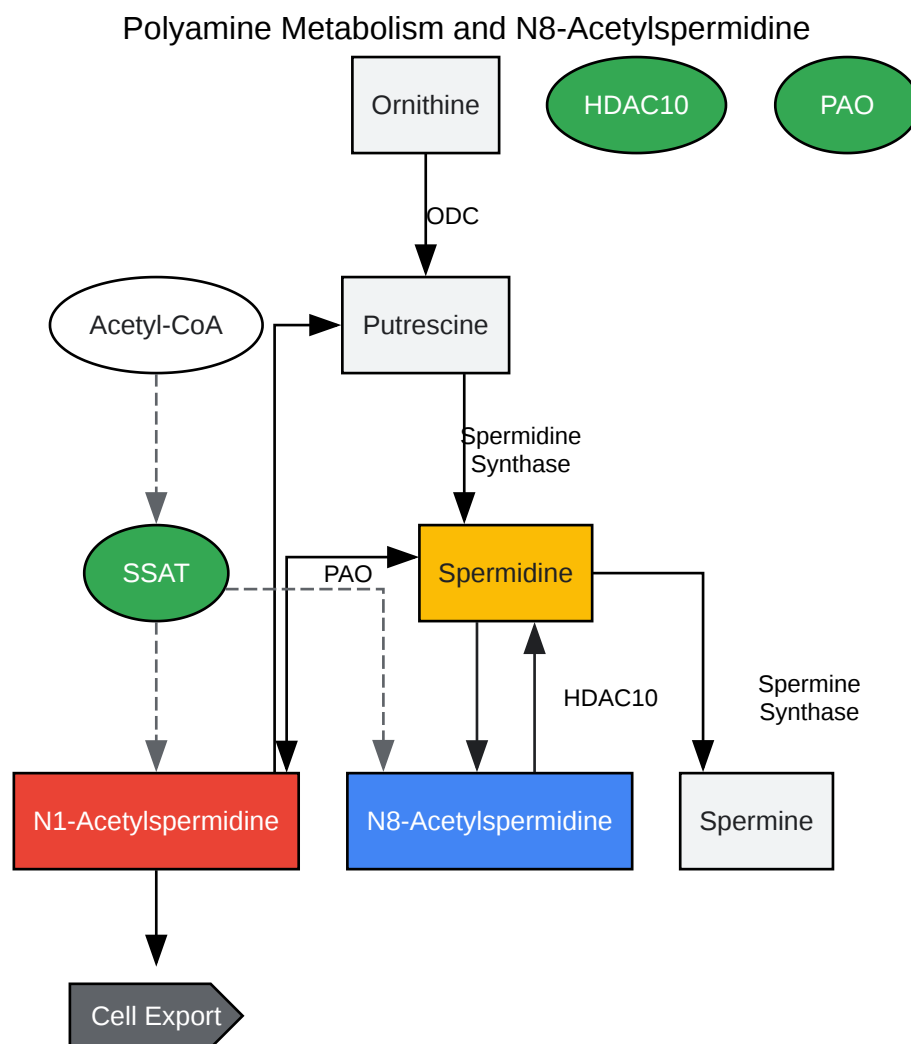 Polyamine Metabolism and N8-Acetylspermidine
Ornithine
HDAC10
PAO
ODC
Acetyl-CoA
Putrescine
Spermidine
Synthase
SSAT
PAO
Spermidine
HDAC10
Spermine
Synthase
N1-Acetylspermidine
N8-Acetylspermidine
Spermine
Cell Export